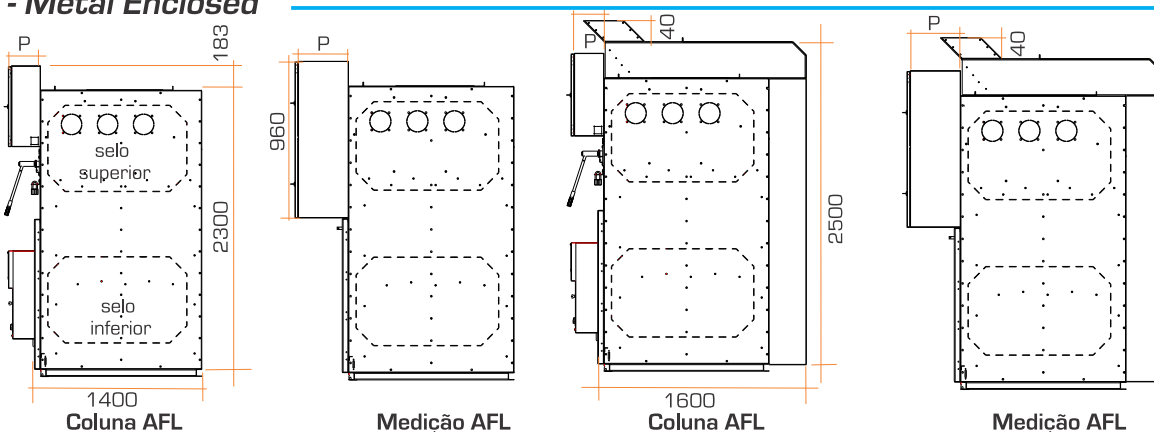 - Metal Enclosed
P
183
P
P
40
P
40
960
selo
superior
2300
2500
selo
inferior
1400
1600
Coluna AFL
Medição AFL
Coluna AFL
Medição AFL